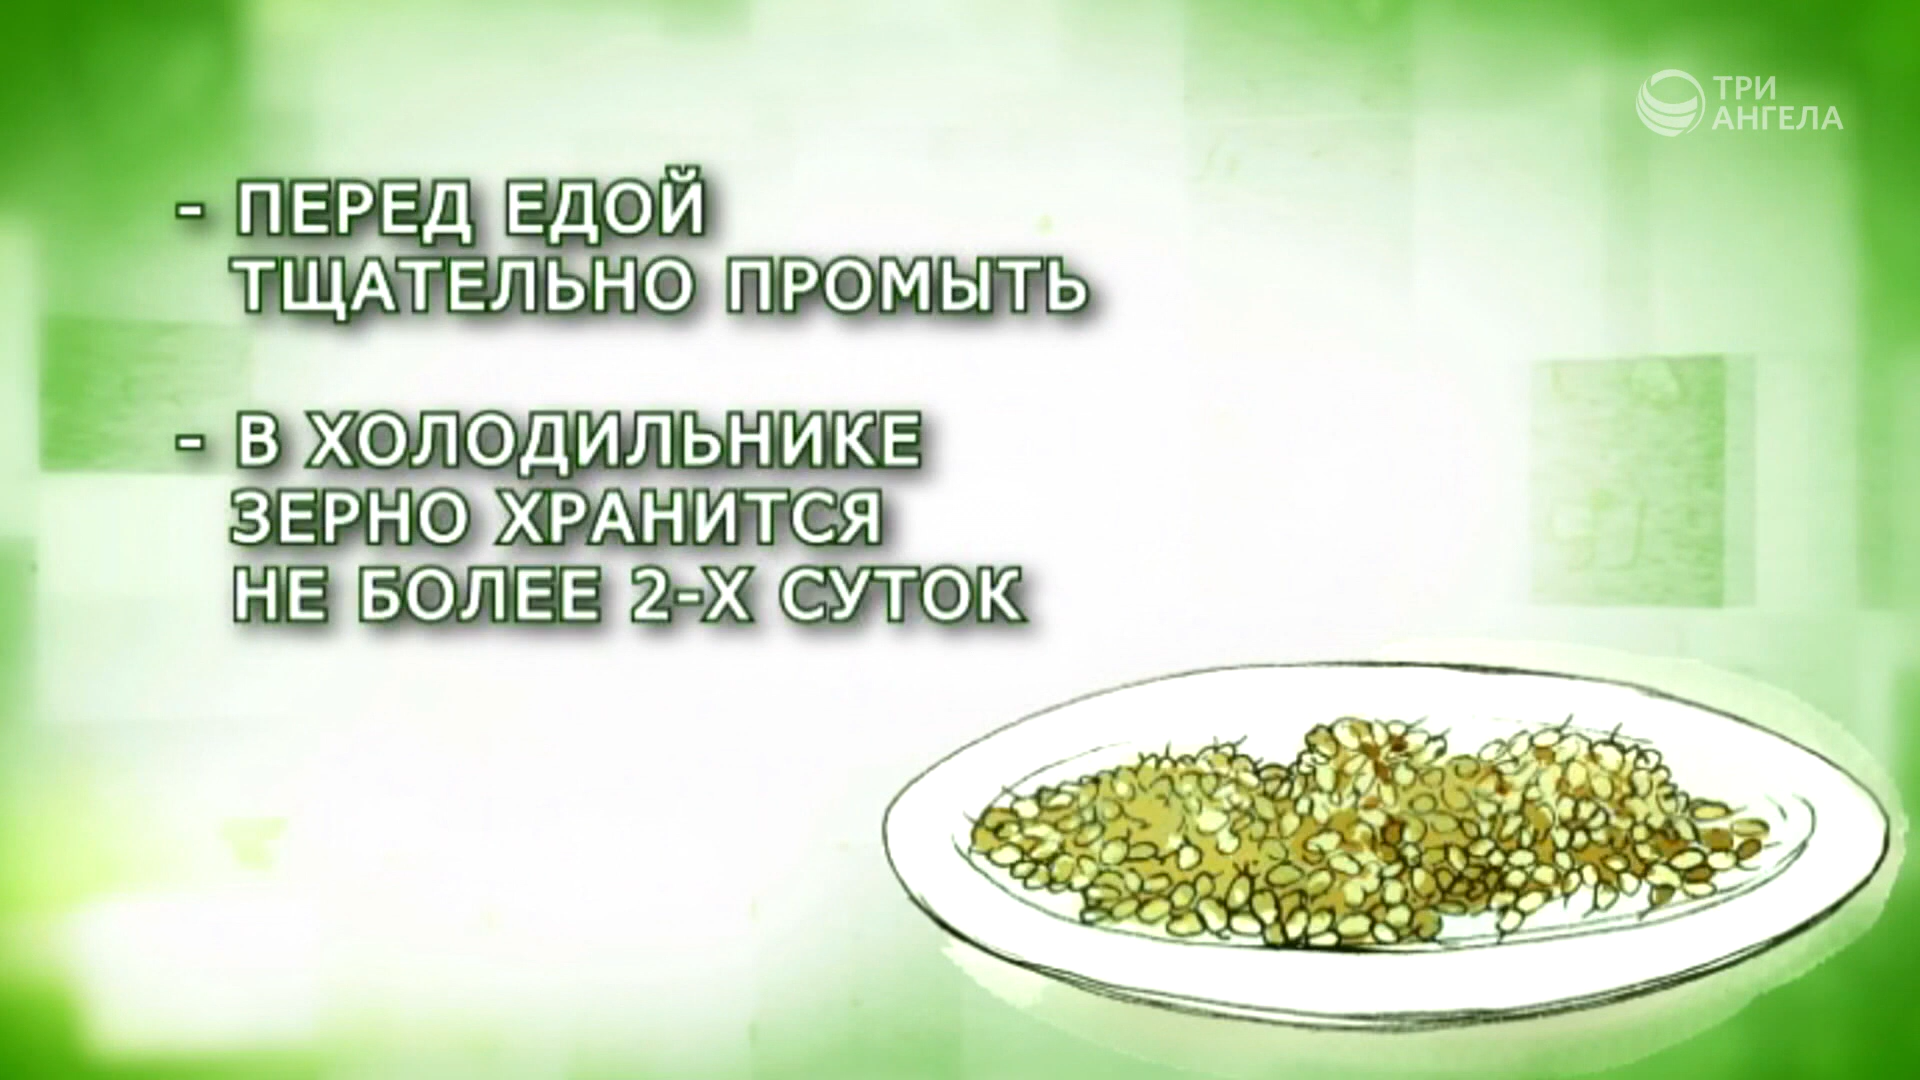 ТРИ
АНГЕЛА
- ПЕРЕД ЕДОЙ
ТЩАТЕЛЬНО ПРОМЫТЬ
- В ХОЛОДИЛЬНИКЕ
ЗЕРНО ХРАНИТСЯ
НЕ БОЛЕЕ 2-Х СУТОК